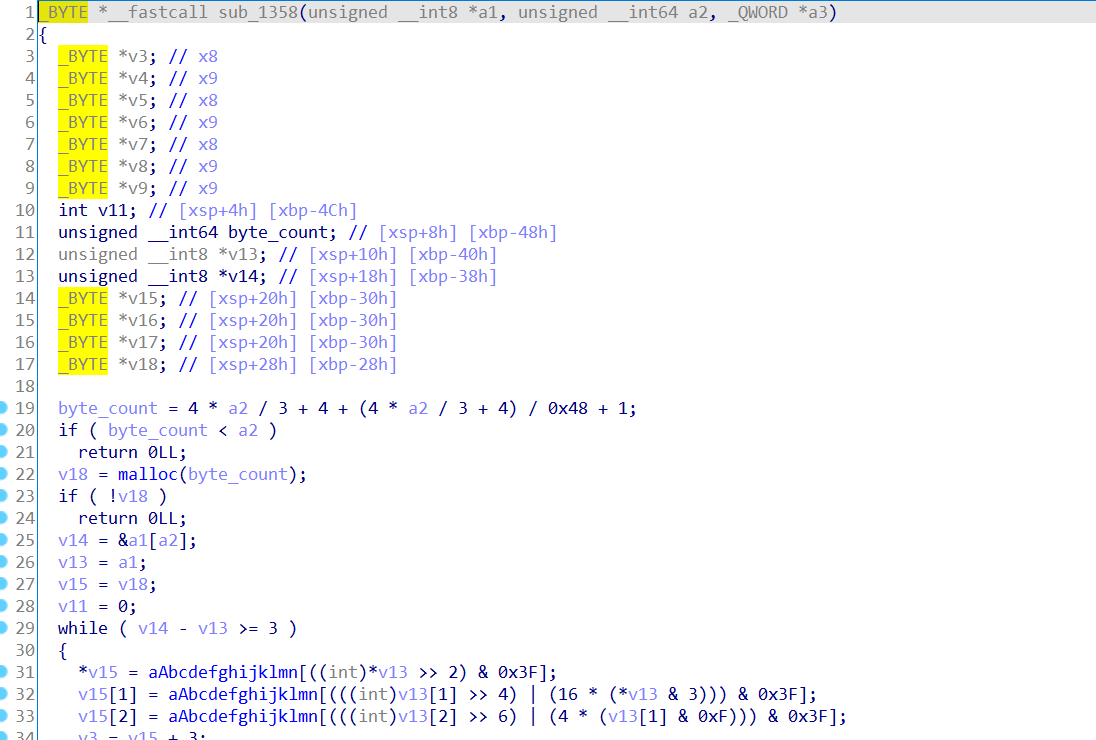 1 _BYTE *__fastcall sub_1358(unsigned __int8 *a1, unsigned __int64 a2, _QWORD *a3)
2 {
3 _BYTE *v3; // x8
4 _BYTE *v4; // x9
5 _BYTE *v5; // x8
6 _BYTE *v6; // x9
7 _BYTE *v7; // x8
8 _BYTE *v8; // x9
9 _BYTE *v9; // x9
10 int v11; // [xsp+4h] [xbp-4Ch]
11 unsigned __int64 byte_count; // [xsp+8h] [xbp-48h]
12 unsigned __int8 *v13; // [xsp+10h] [xbp-40h]
13 unsigned __int8 *v14; // [xsp+18h] [xbp-38h]
14 _BYTE *v15; // [xsp+20h] [xbp-30h]
15 _BYTE *v16; // [xsp+20h] [xbp-30h]
16 _BYTE *v17; // [xsp+20h] [xbp-30h]
17 _BYTE *v18; // [xsp+28h] [xbp-28h]
18
19 byte_count = 4 * a2 / 3 + 4 + (4 * a2 / 3 + 4) / 0x48 + 1;
20 if ( byte_count < a2 )
21 return 0LL;
22 v18 = malloc(byte_count);
23 if ( !v18 )
24 return 0LL;
25 v14 = &a1[a2];
26 v13 = a1;
27 v15 = v18;
28 v11 = 0;
29 while ( v14 - v13 >= 3 )
30 {
31 *v15 = aAbcdefghijklmn[((int)*v13 >> 2) & 0x3F];
32 v15[1] = aAbcdefghijklmn[(((int)v13[1] >> 4) | (16 * (*v13 & 3))) & 0x3F];
33 v15[2] = aAbcdefghijklmn[(((int)v13[2] >> 6) | (4 * (v13[1] & 0xF))) & 0x3F];
34 v3 = v15 + 3;